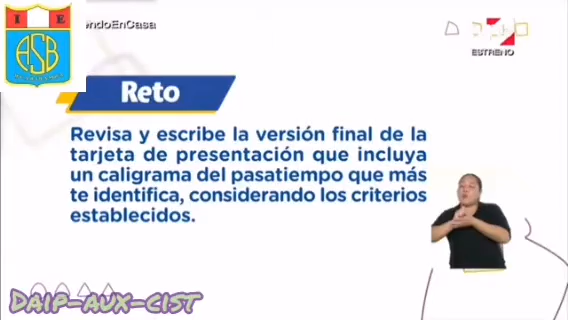 I E
ASB
ndoEnCasa
ESTRENO
Reto
Revisa y escribe la versión final de la
tarjeta de presentación que incluya
un caligrama del pasatiempo que más
te identifica, considerando los criterios
establecidos.
DAIP-AUX-CIST